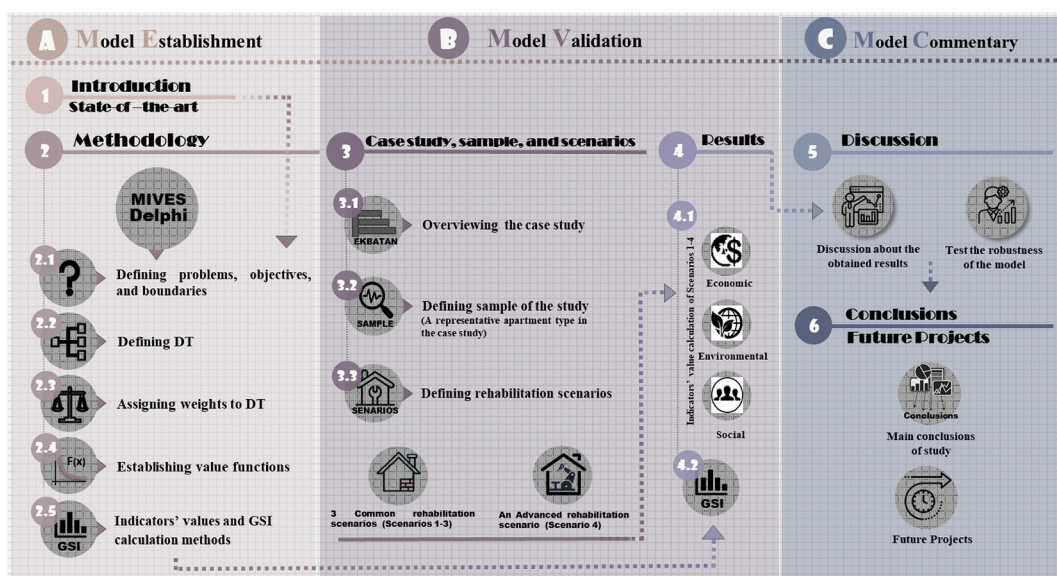 A Model Establishment
1 Introduction
State-of-the-art
2 Methodology
MIVES
Delphi
2.1
Defining problems, objectives,
and boundaries
2.2
Defining DT
2.3
Assigning weights to DT
2.4
F(x)
Establishing value functions
2.5
GSI
Indicators' values and GSI
calculation methods
B Model Validation
3 Case study, sample, and scenarios
3.1
EKBATAN
Overviewing the case study
3.2
SAMPLE
Defining sample of the study
(A representative apartment type in
the case study)
3.3
SENARIOS
Defining rehabilitation scenarios
3 Common rehabilitation
scenarios (Scenarios 1-3)
An Advanced rehabilitation
scenario (Scenario 4)
4 Results
4.1
Indicators' value calculation of Scenarios 1-4
$
Economic
Environmental
Social
4.2
GSI
C Model Commentary
5 Discussion
Discussion about the
obtained results
Test the robustness
of the model
6 Conclusions
Future Projects
Conclusions
Main conclusions
of study
Future Projects